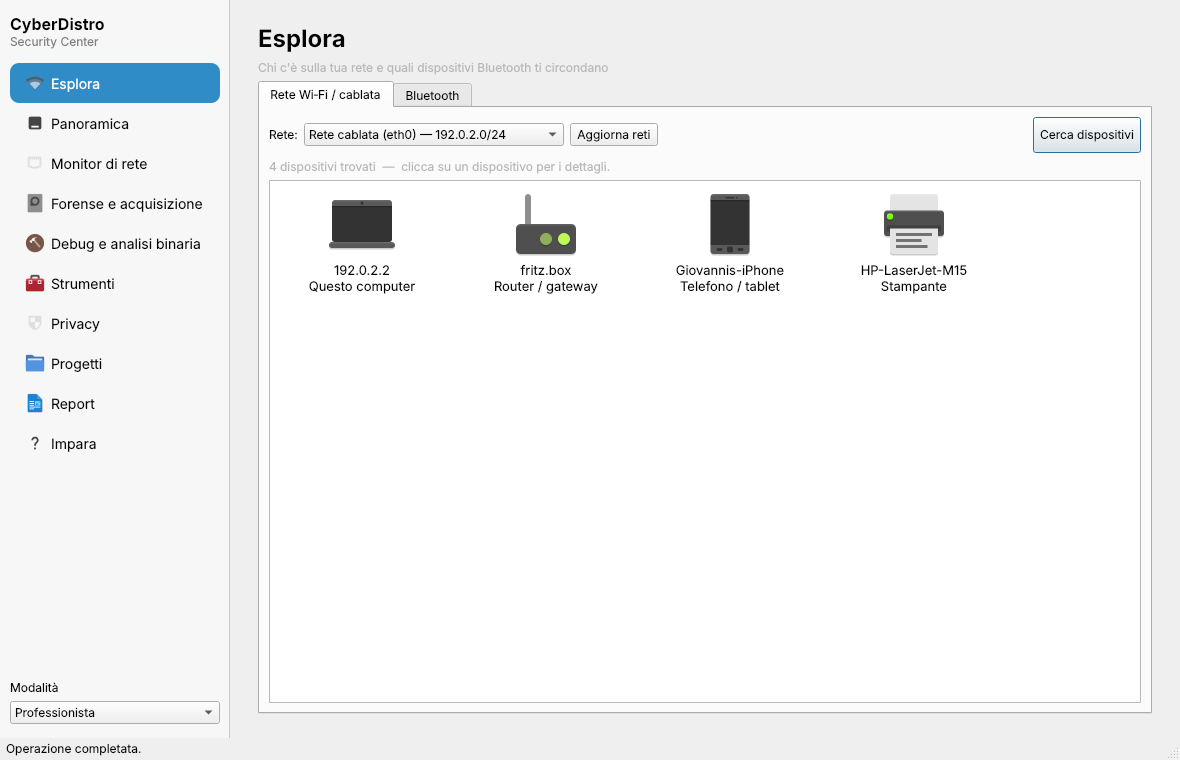 CyberDistro
Security Center
Esplora
Panoramica
Monitor di rete
Forense e acquisizione
Debug e analisi binaria
Strumenti
Privacy
Progetti
Report
? Impara
Modalità
Professionista
Operazione completata.
Esplora
Chi c'è sulla tua rete e quali dispositivi Bluetooth ti circondano
Rete Wi-Fi / cablata
Bluetooth
Rete:
Rete cablata (eth0) — 192.0.2.0/24
Aggiorna reti
Cerca dispositivi
4 dispositivi trovati — clicca su un dispositivo per i dettagli.
192.0.2.2
Questo computer
fritz.box
Router / gateway
Giovannis-iPhone
Telefono / tablet
HP-LaserJet-M15
Stampante